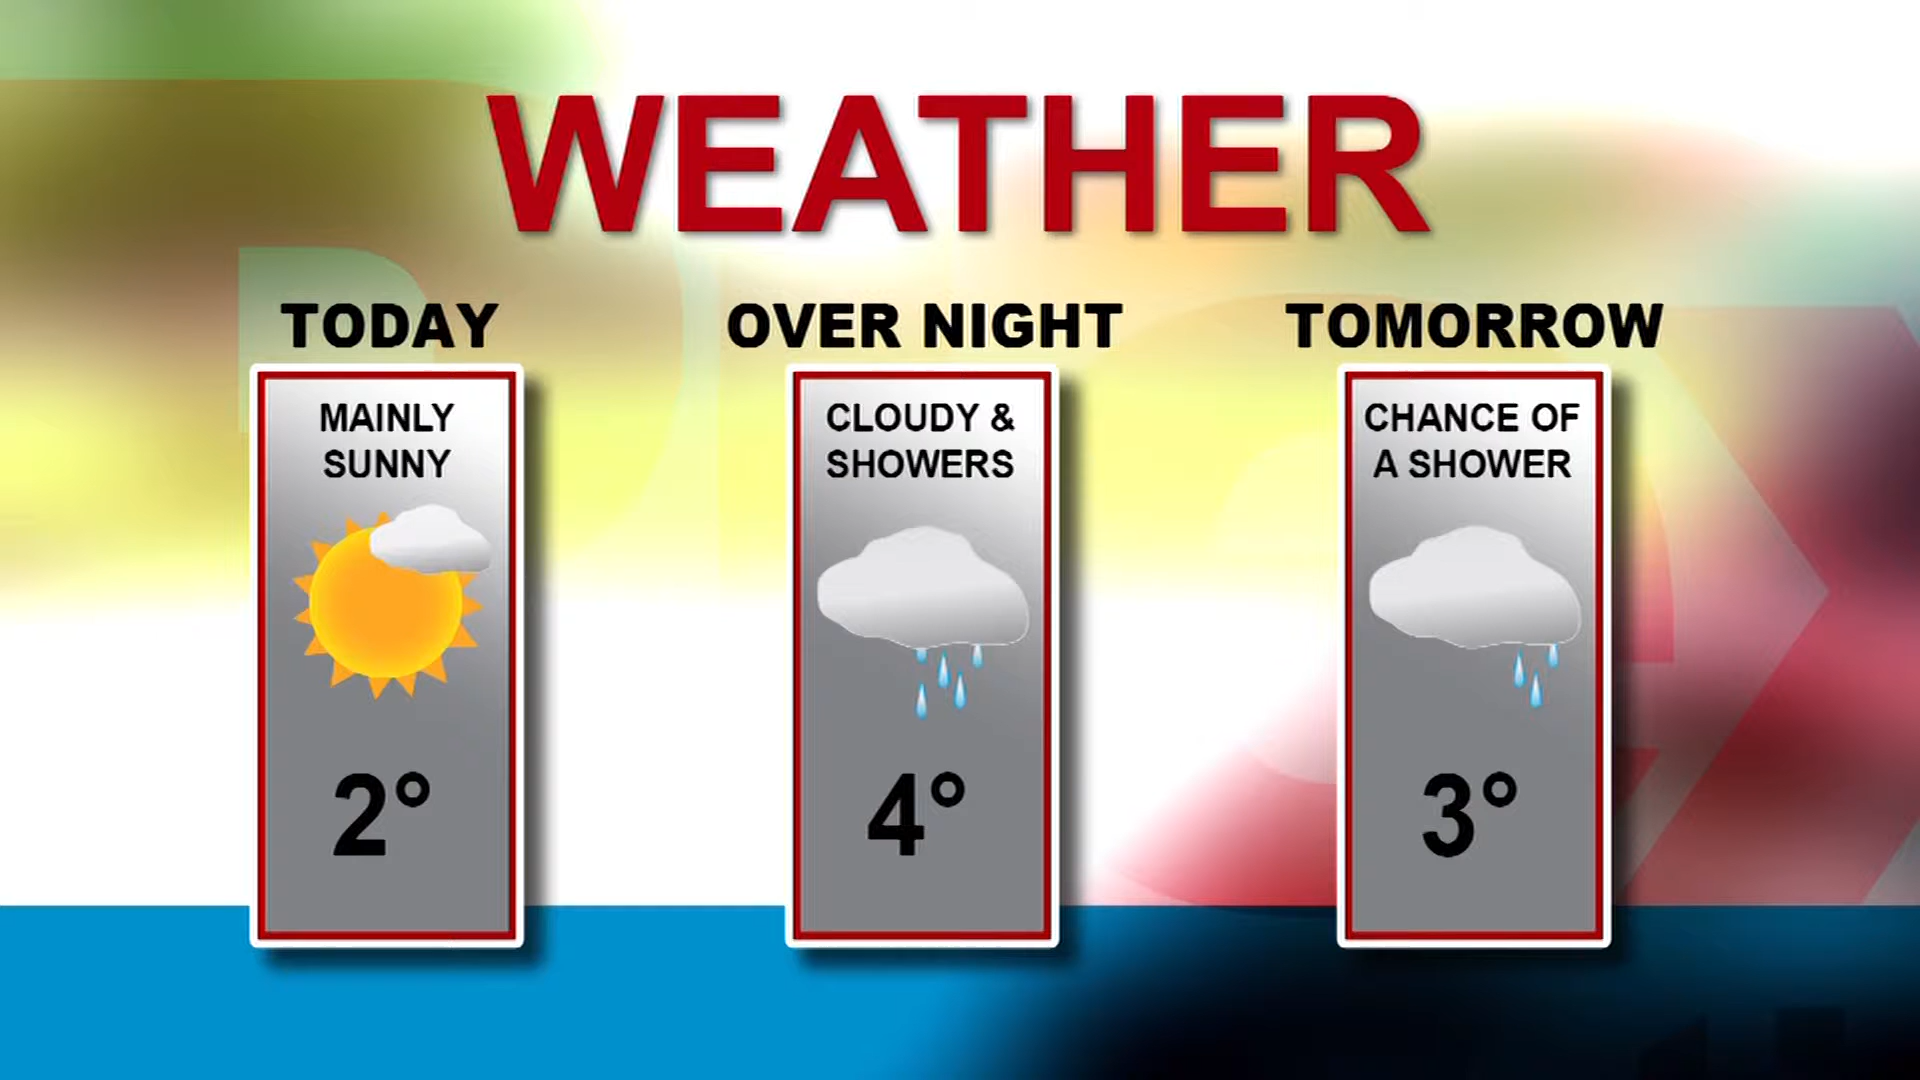 WEATHER
TODAY
MAINLY
SUNNY
2°
OVER NIGHT
CLOUDY &
SHOWERS
4°
TOMORROW
CHANCE OF
A SHOWER
3°